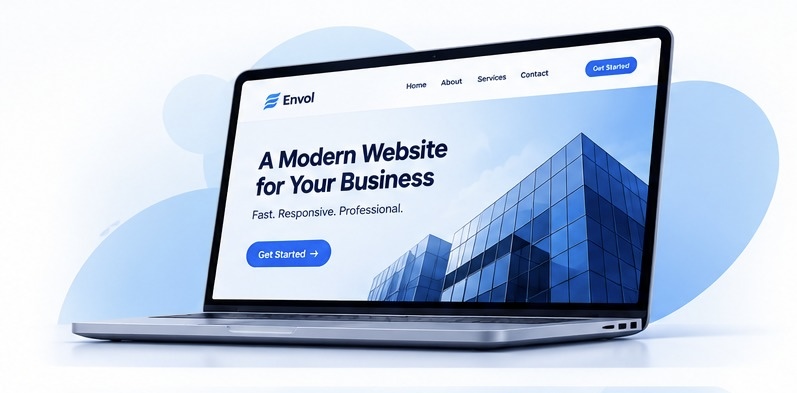 Envol
Home About Services Contact
Get Started
A Modern Website
for Your Business
Fast. Responsive. Professional.
Get Started →